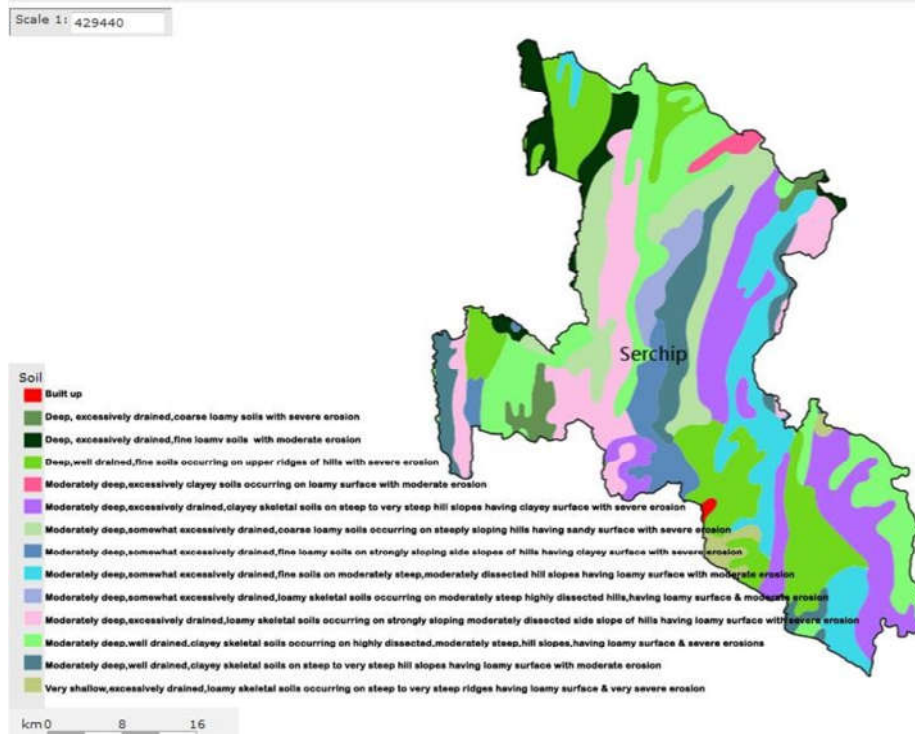 Scale 1: 429440
Serchip
Soil
Built up
Deep, excessively drained,coarse loamy soils with severe erosion
Deep, excessively drained,fine loamy soils with moderate erosion
Deep,well drained,fine soils occurring on upper ridges of hills with severe erosion
Moderately deep,excessively clayey soils occurring on loamy surface with moderate erosion
Moderately deep,excessively drained,clayey skeletal soils on steep to very steep hill slopes having clayey surface with severe erosion
Moderately deep,somewhat excessively drained,coarse loamy soils occurring on steeply sloping hills having sandy surface with severe erosion
Moderately deep,somewhat excessively drained,fine loamy soils on strongly sloping side slopes of hills having clayey surface with severe erosion
Moderately deep,somewhat excessively drained,fine soils on moderately steep,moderately dissected hill slopes having loamy surface with moderate erosion
Moderately deep,somewhat excessively drained,loamy skeletal soils occurring on moderately steep highly dissected hills,having loamy surface & moderate erosion
Moderately deep,excessively drained,loamy skeletal soils occurring on strongly sloping moderately dissected side slope of hills having loamy surface with severe erosion
Moderately deep,well drained,clayey skeletal soils occurring on highly dissected,moderately steep,hill slopes,having loamy surface & severe erosions
Moderately deep,well drained,clayey skeletal soils on steep to very steep hill slopes having loamy surface with moderate erosion
Very shallow,excessively drained,loamy skeletal soils occurring on steep to very steep ridges having loamy surface & very severe erosion
km 0 8 16